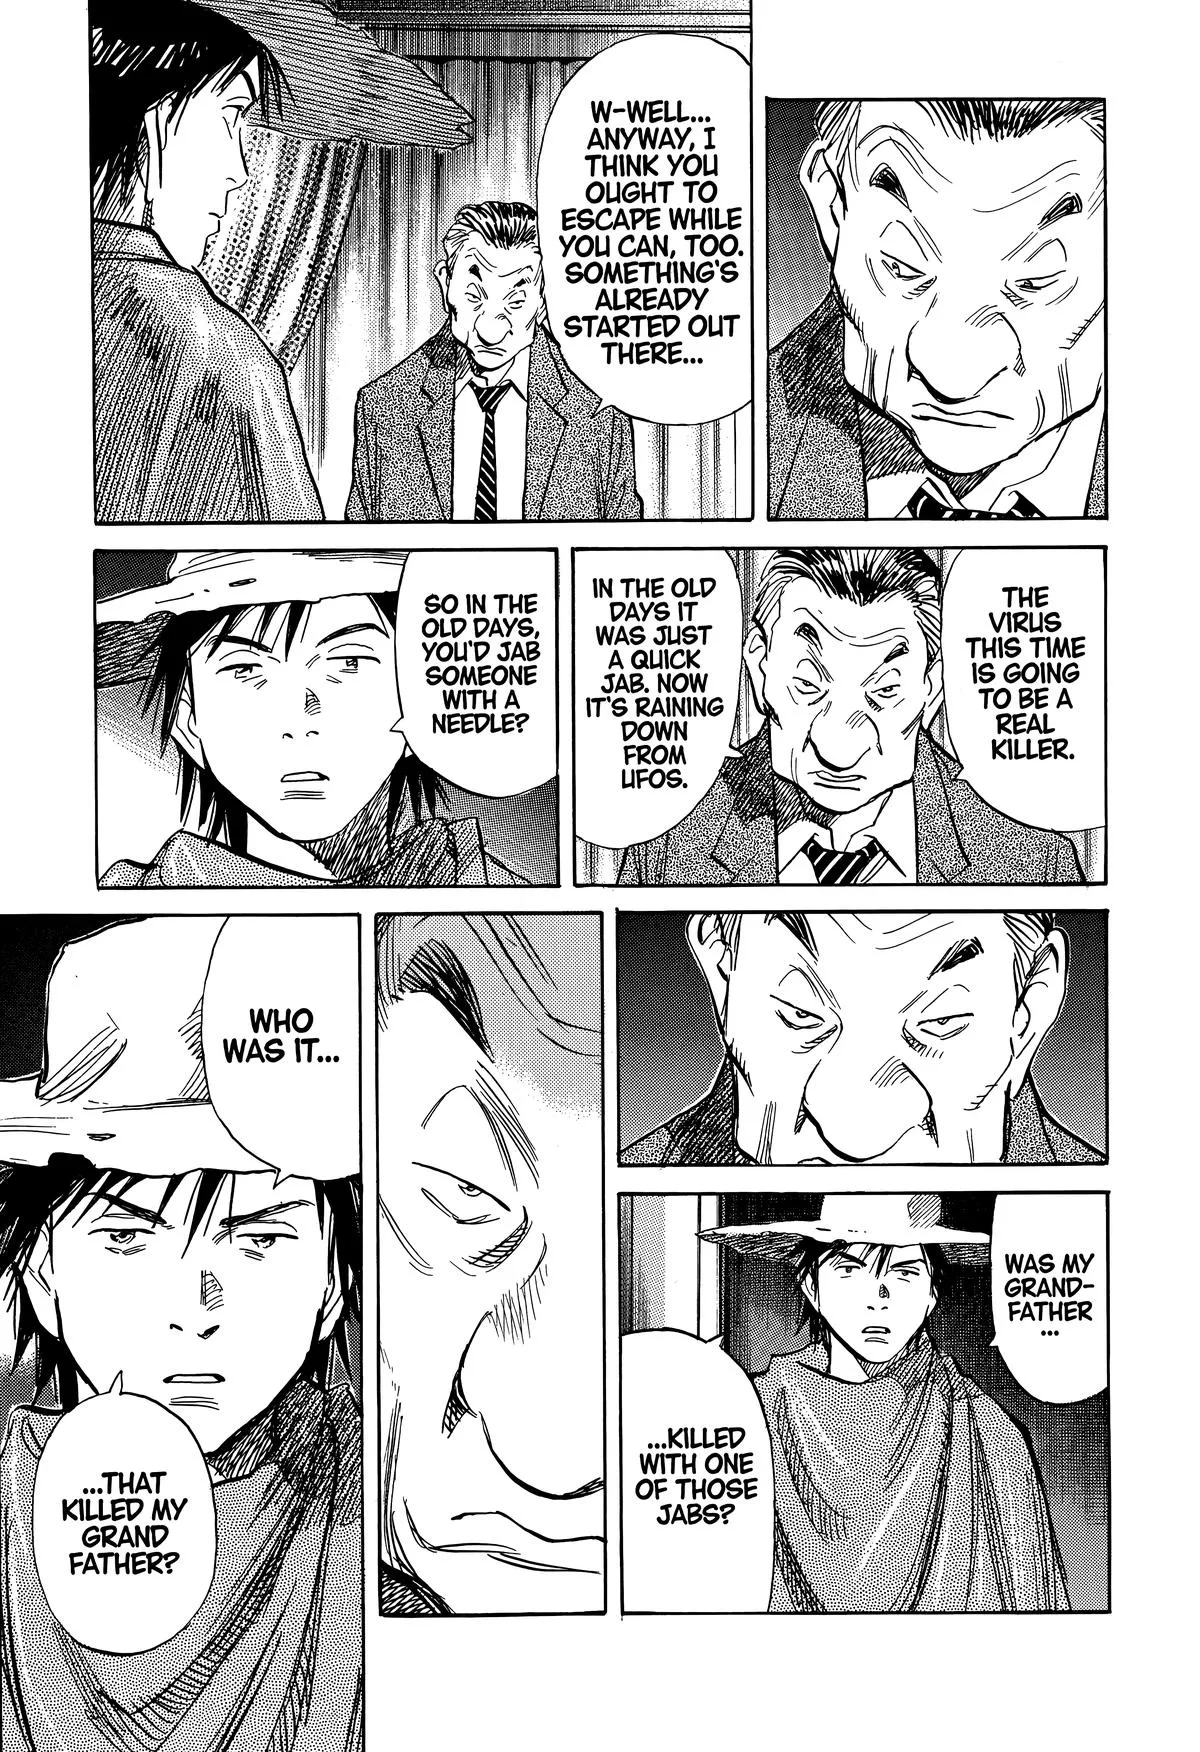 W-WELL...
ANYWAY, I
THINK YOU
OUGHT TO
ESCAPE WHILE
YOU CAN, TOO.
SOMETHING'S
ALREADY
STARTED OUT
THERE...
THE
VIRUS
THIS TIME
IS GOING
TO BE A
REAL
KILLER.
IN THE OLD
DAYS IT
WAS JUST
A QUICK
JAB. NOW
IT'S RAINING
DOWN
FROM
UFOS.
SO IN THE
OLD DAYS,
YOU'D JAB
SOMEONE
WITH A
NEEDLE?
WAS MY
GRAND-
FATHER
...
...KILLED
WITH ONE
OF THOSE
JABS?
WHO
WAS IT...
...THAT
KILLED MY
GRAND
FATHER?